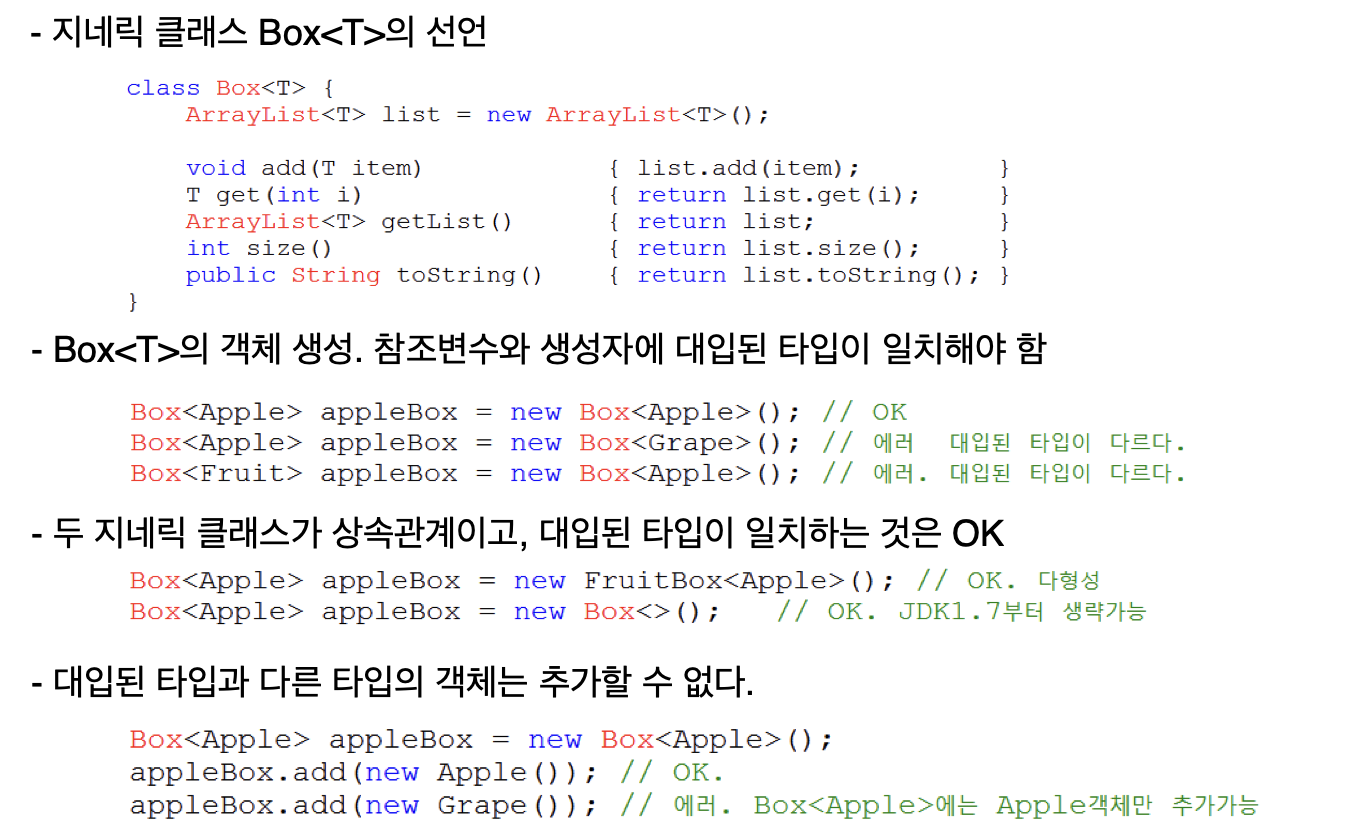 - 지네릭 클래스 Box<T>의 선언
class Box<T> {
ArrayList<T> list = new ArrayList<T>();
void add(T item) { list.add(item); }
T get(int i) { return list.get(i); }
ArrayList<T> getList() { return list; }
int size() { return list.size(); }
public String toString() { return list.toString(); }
}
- Box<T>의 객체 생성. 참조변수와 생성자에 대입된 타입이 일치해야 함
Box<Apple> appleBox = new Box<Apple>(); // OK
Box<Apple> appleBox = new Box<Grape>(); // 에러 대입된 타입이 다르다.
Box<Fruit> appleBox = new Box<Apple>(); // 에러. 대입된 타입이 다르다.
- 두 지네릭 클래스가 상속관계이고, 대입된 타입이 일치하는 것은 OK
Box<Apple> appleBox = new FruitBox<Apple>(); // OK. 다형성
Box<Apple> appleBox = new Box<>(); // OK. JDK1.7부터 생략가능
- 대입된 타입과 다른 타입의 객체는 추가할 수 없다.
Box<Apple> appleBox = new Box<Apple>();
appleBox.add(new Apple()); // OK.
appleBox.add(new Grape()); // 에러. Box<Apple>에는 Apple객체만 추가가능